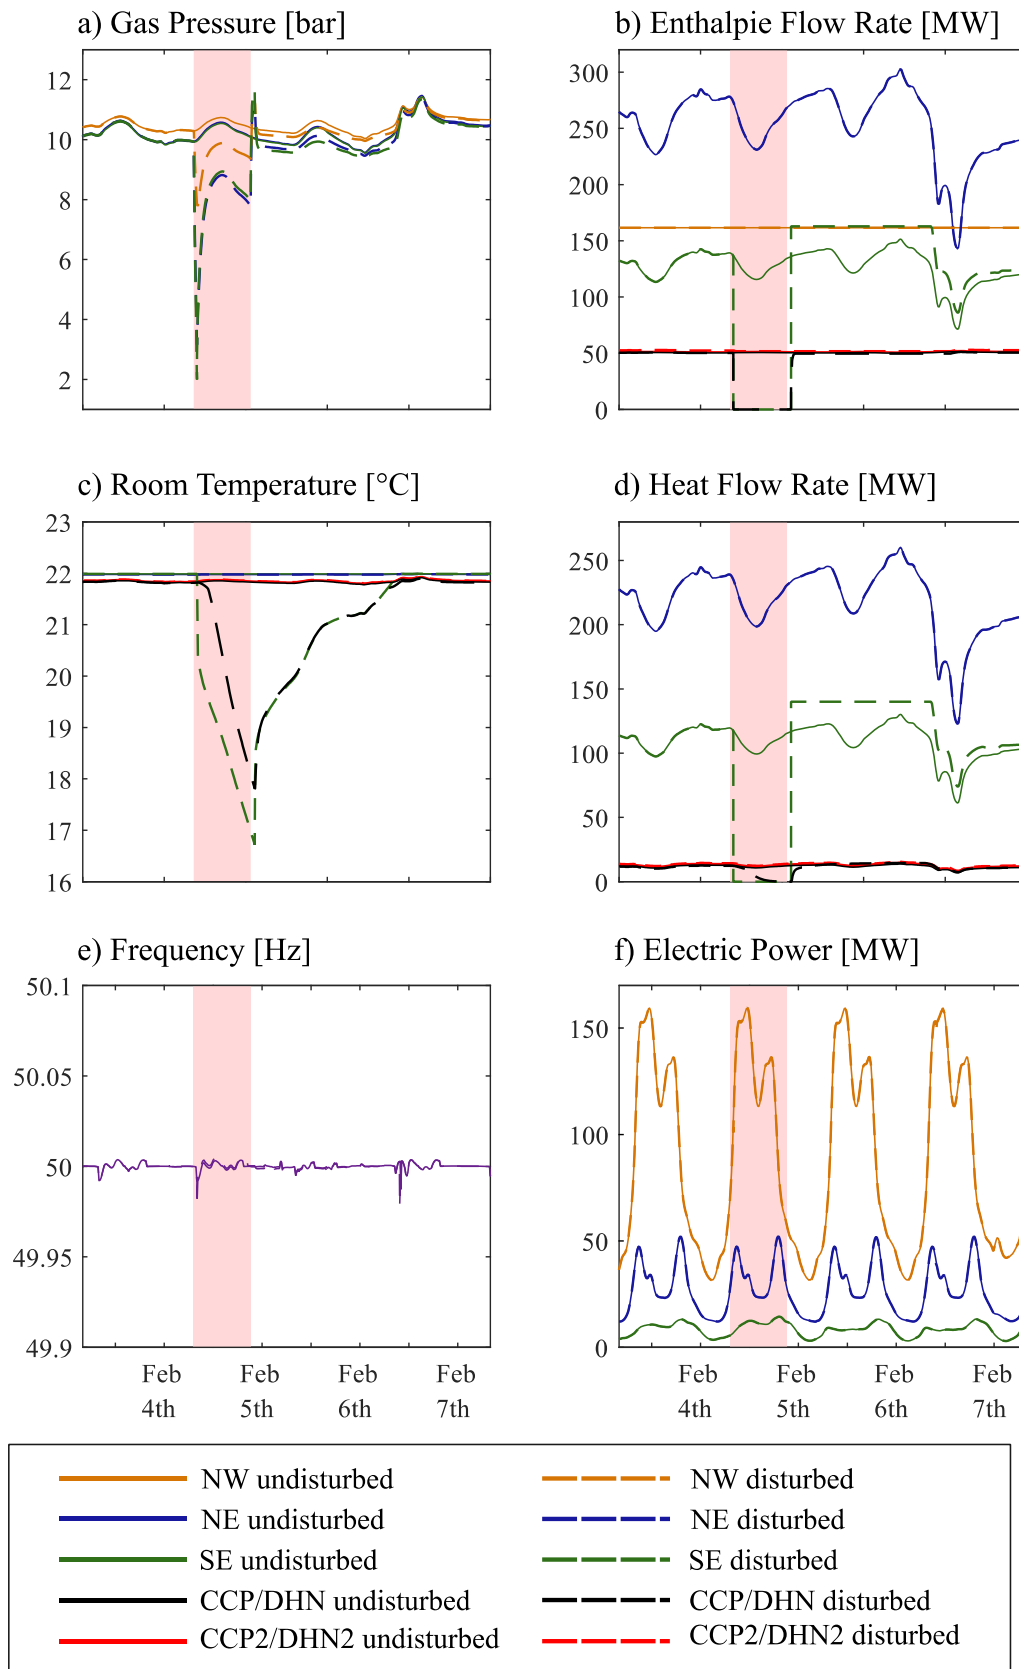 a) Gas Pressure [bar]
12
10
8
6
4
2
b) Enthalpie Flow Rate [MW]
300
250
200
150
100
50
0
c) Room Temperature [°C]
23
22
21
20
19
18
17
16
d) Heat Flow Rate [MW]
250
200
150
100
50
0
e) Frequency [Hz]
50.1
50.05
50
49.95
49.9
Feb Feb Feb Feb
4th 5th 6th 7th
f) Electric Power [MW]
150
100
50
0
Feb Feb Feb Feb
4th 5th 6th 7th
NW undisturbed
NE undisturbed
SE undisturbed
CCP/DHN undisturbed
CCP2/DHN2 undisturbed
NW disturbed
NE disturbed
SE disturbed
CCP/DHN disturbed
CCP2/DHN2 disturbed